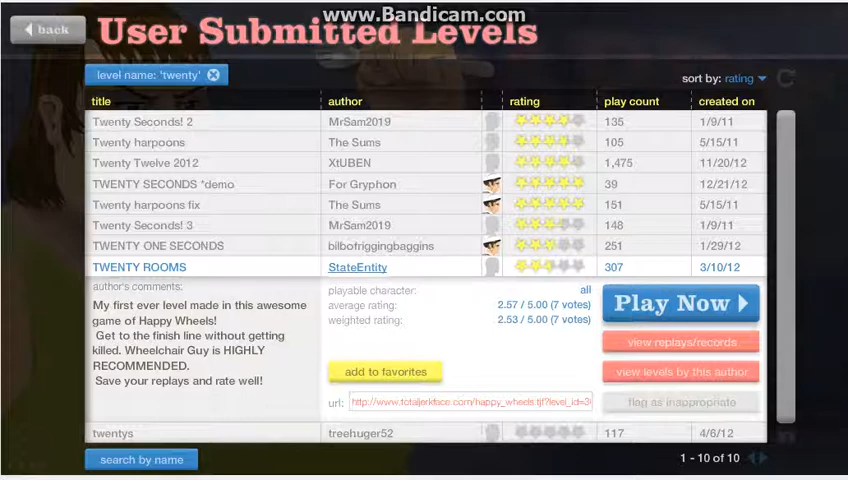 www.Bandicam.com
back
User Submitted Levels
level name: 'twenty'
sort by: rating
title author rating play count created on
Twenty Seconds! 2 MrSam2019 135 1/9/11
Twenty harpoons The Sums 105 5/15/11
Twenty Twelve 2012 XtUBEN 1,475 11/20/12
TWENTY SECONDS *demo For Gryphon 39 12/21/12
Twenty harpoons fix The Sums 151 5/15/11
Twenty Seconds! 3 MrSam2019 148 1/9/11
TWENTY ONE SECONDS bilbofriggingbaggins 251 1/29/12
TWENTY ROOMS StateEntity 307 3/10/12
author's comments:
My first ever level made in this awesome
game of Happy Wheels!
Get to the finish line without getting
killed. Wheelchair Guy is HIGHLY
RECOMMENDED.
Save your replays and rate well!
playable character: all
average rating: 2.57 / 5.00 (7 votes)
weighted rating: 2.53 / 5.00 (7 votes)
add to favorites
url: http://www.totaljerkface.com/happy_wheels.tjf?level_id=3
Play Now
view replays/records
view levels by this author
flag as inappropriate
twentys treehuger52 117 4/6/12
search by name
1 - 10 of 10